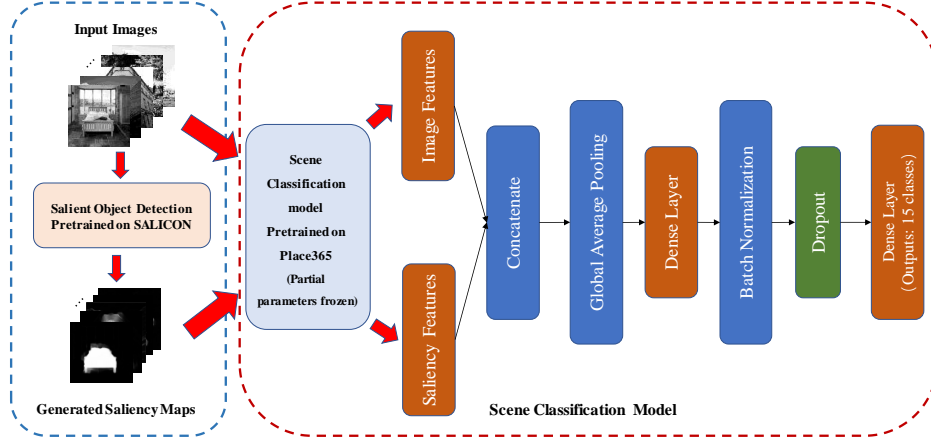 Input Images
Salient Object Detection
Pretrained on SALICON
Generated Saliency Maps
Scene
Classification
model
Pretrained on
Place365
(Partial
parameters frozen)
Image Features
Saliency Features
Concatenate
Global Average Pooling
Dense Layer
Batch Normalization
Dropout
Dense Layer
(Outputs: 15 classes)
Scene Classification Model